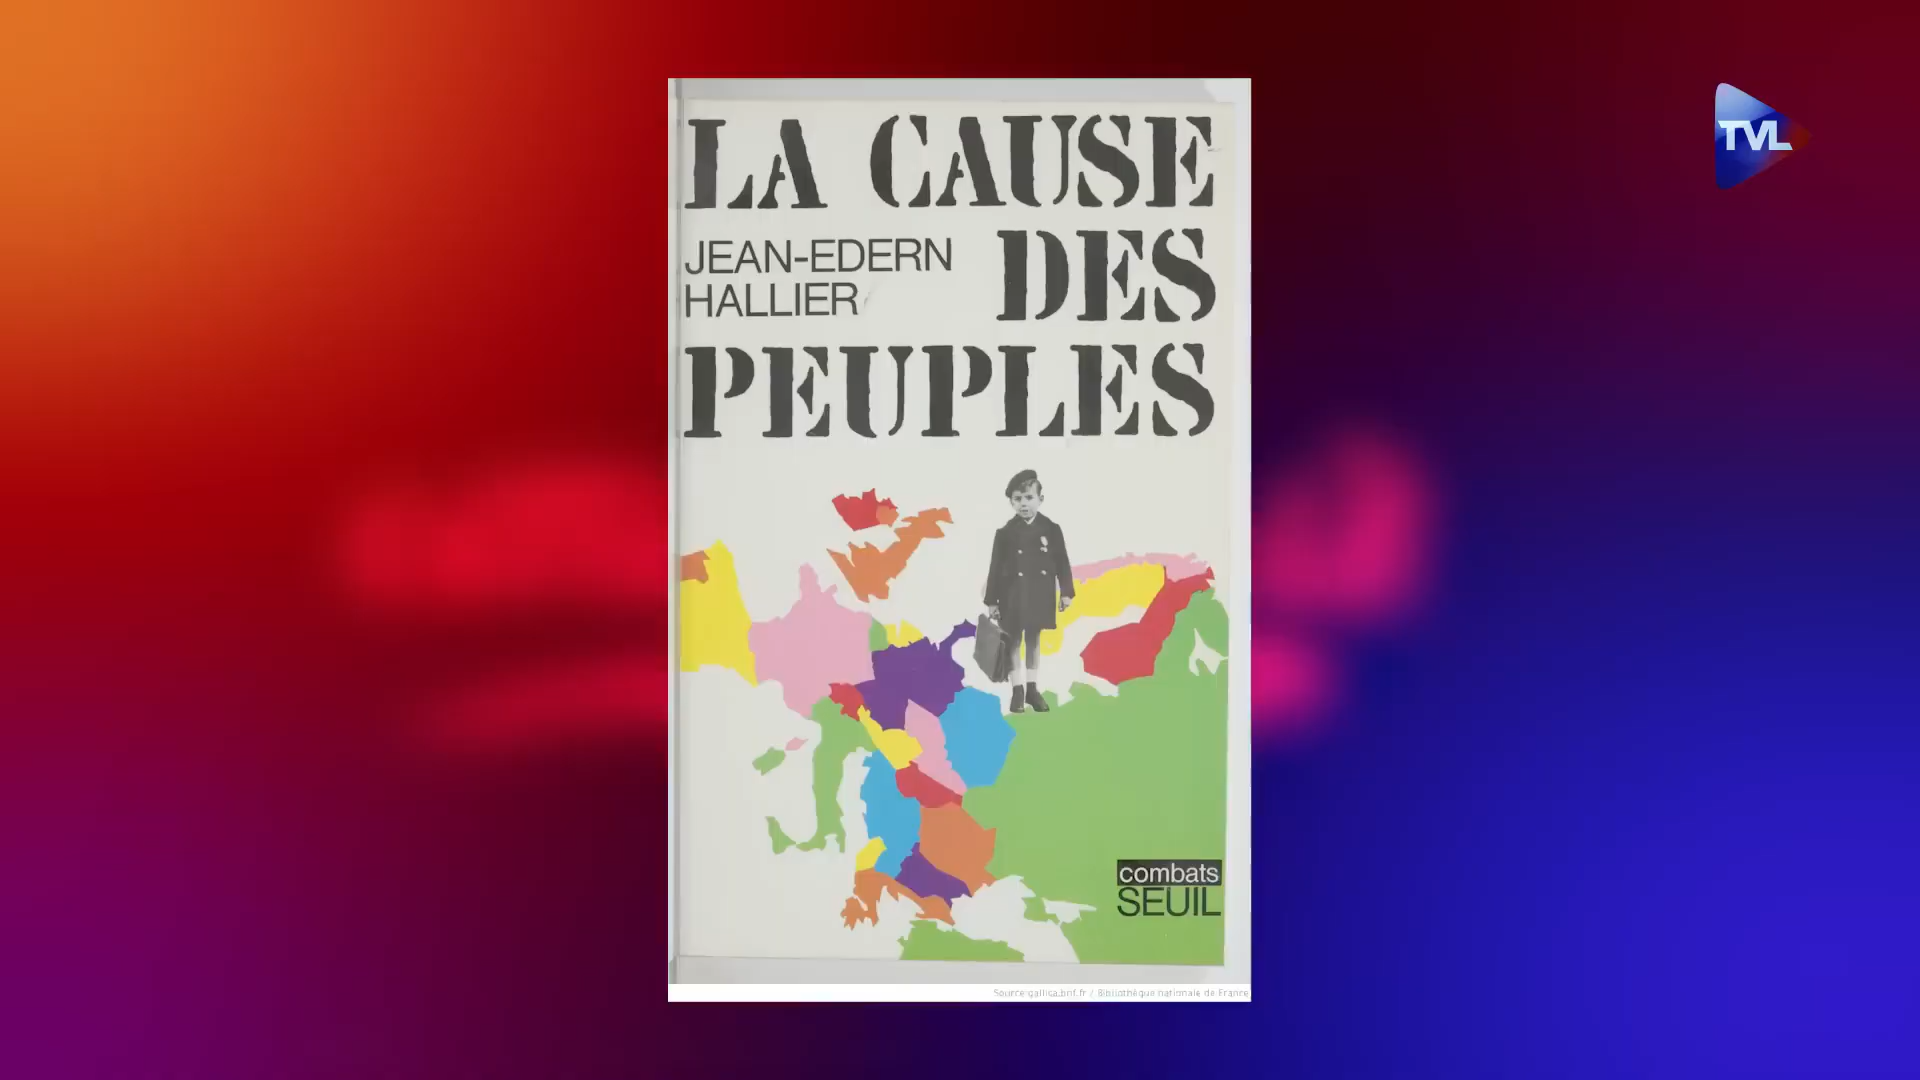 LA CAUSE
JEAN-EDERN
HALLIER
DES
PEUPLES
combats
SEUIL
Source gallica.bnf.fr / Bibliothèque nationale de France
TVL